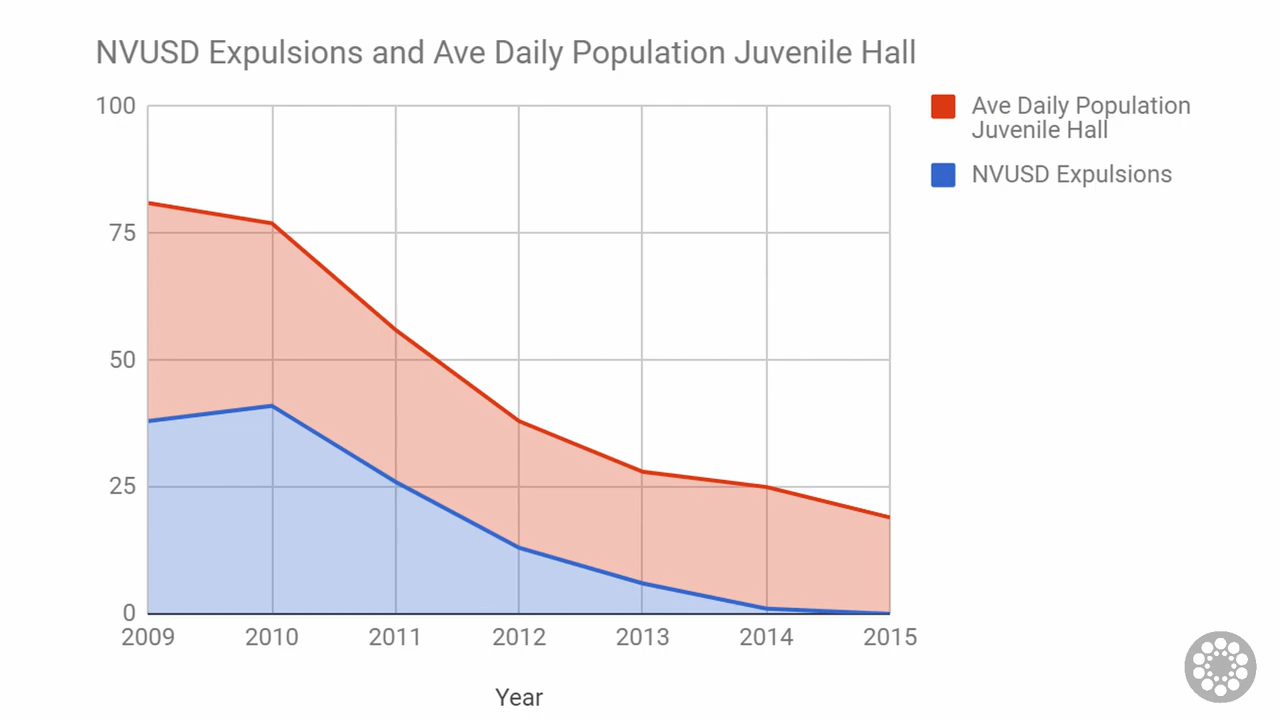 NVUSD Expulsions and Ave Daily Population Juvenile Hall
100
75
50
25
0
2009 2010 2011 2012 2013 2014 2015
Year
Ave Daily Population
Juvenile Hall
NVUSD Expulsions